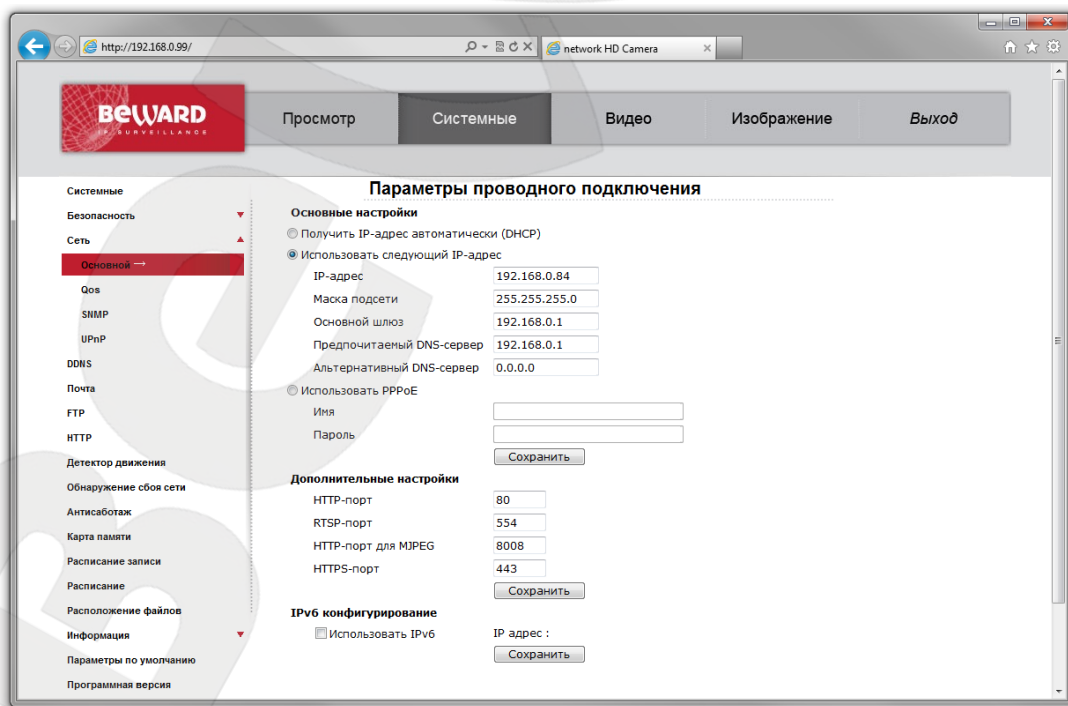 http://192.168.0.99/
network HD Camera
BEWARD
IP SURVEILLANCE
Просмотр
Системные
Видео
Изображение
Выход
Системные
Безопасность
Сеть
Основной →
Qos
SNMP
UPnP
DDNS
Почта
FTP
HTTP
Детектор движения
Обнаружение сбоя сети
Антисаботаж
Карта памяти
Расписание записи
Расписание
Расположение файлов
Информация
Параметры по умолчанию
Программная версия
Параметры проводного подключения
Основные настройки
Получить IP-адрес автоматически (DHCP)
Использовать следующий IP-адрес
IP-адрес 192.168.0.84
Маска подсети 255.255.255.0
Основной шлюз 192.168.0.1
Предпочитаемый DNS-сервер 192.168.0.1
Альтернативный DNS-сервер 0.0.0.0
Использовать PPPoE
Имя
Пароль
Сохранить
Дополнительные настройки
HTTP-порт 80
RTSP-порт 554
HTTP-порт для MJPEG 8008
HTTPS-порт 443
Сохранить
IPv6 конфигурирование
Использовать IPv6 IP адрес :
Сохранить